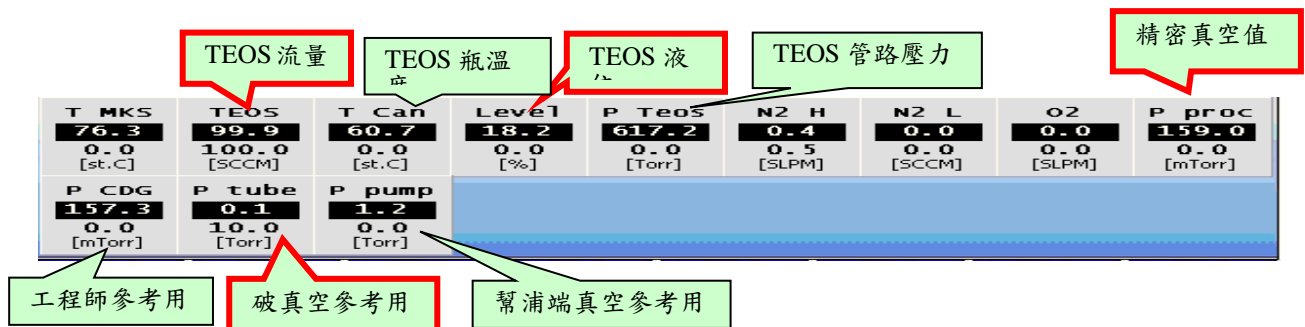 TEOS 流量
TEOS 瓶溫
TEOS 液
TEOS 管路壓力
精密真空值
T MKS TEOS T Can Level P Teos N2 H N2 L O2 P proc
76.3 99.9 60.7 18.2 617.2 0.4 0.0 0.0 159.0
0.0 100.0 0.0 0.0 0.0 0.5 0.0 0.0 0.0
[st.C] [SCCM] [st.C] [%] [Torr] [SLPM] [SCCM] [SLPM] [mTorr]
P CDG P tube P pump
157.3 0.1 1.2
0.0 10.0 0.0
[mTorr] [Torr] [Torr]
工程師參考用
破真空參考用
幫浦端真空參考用